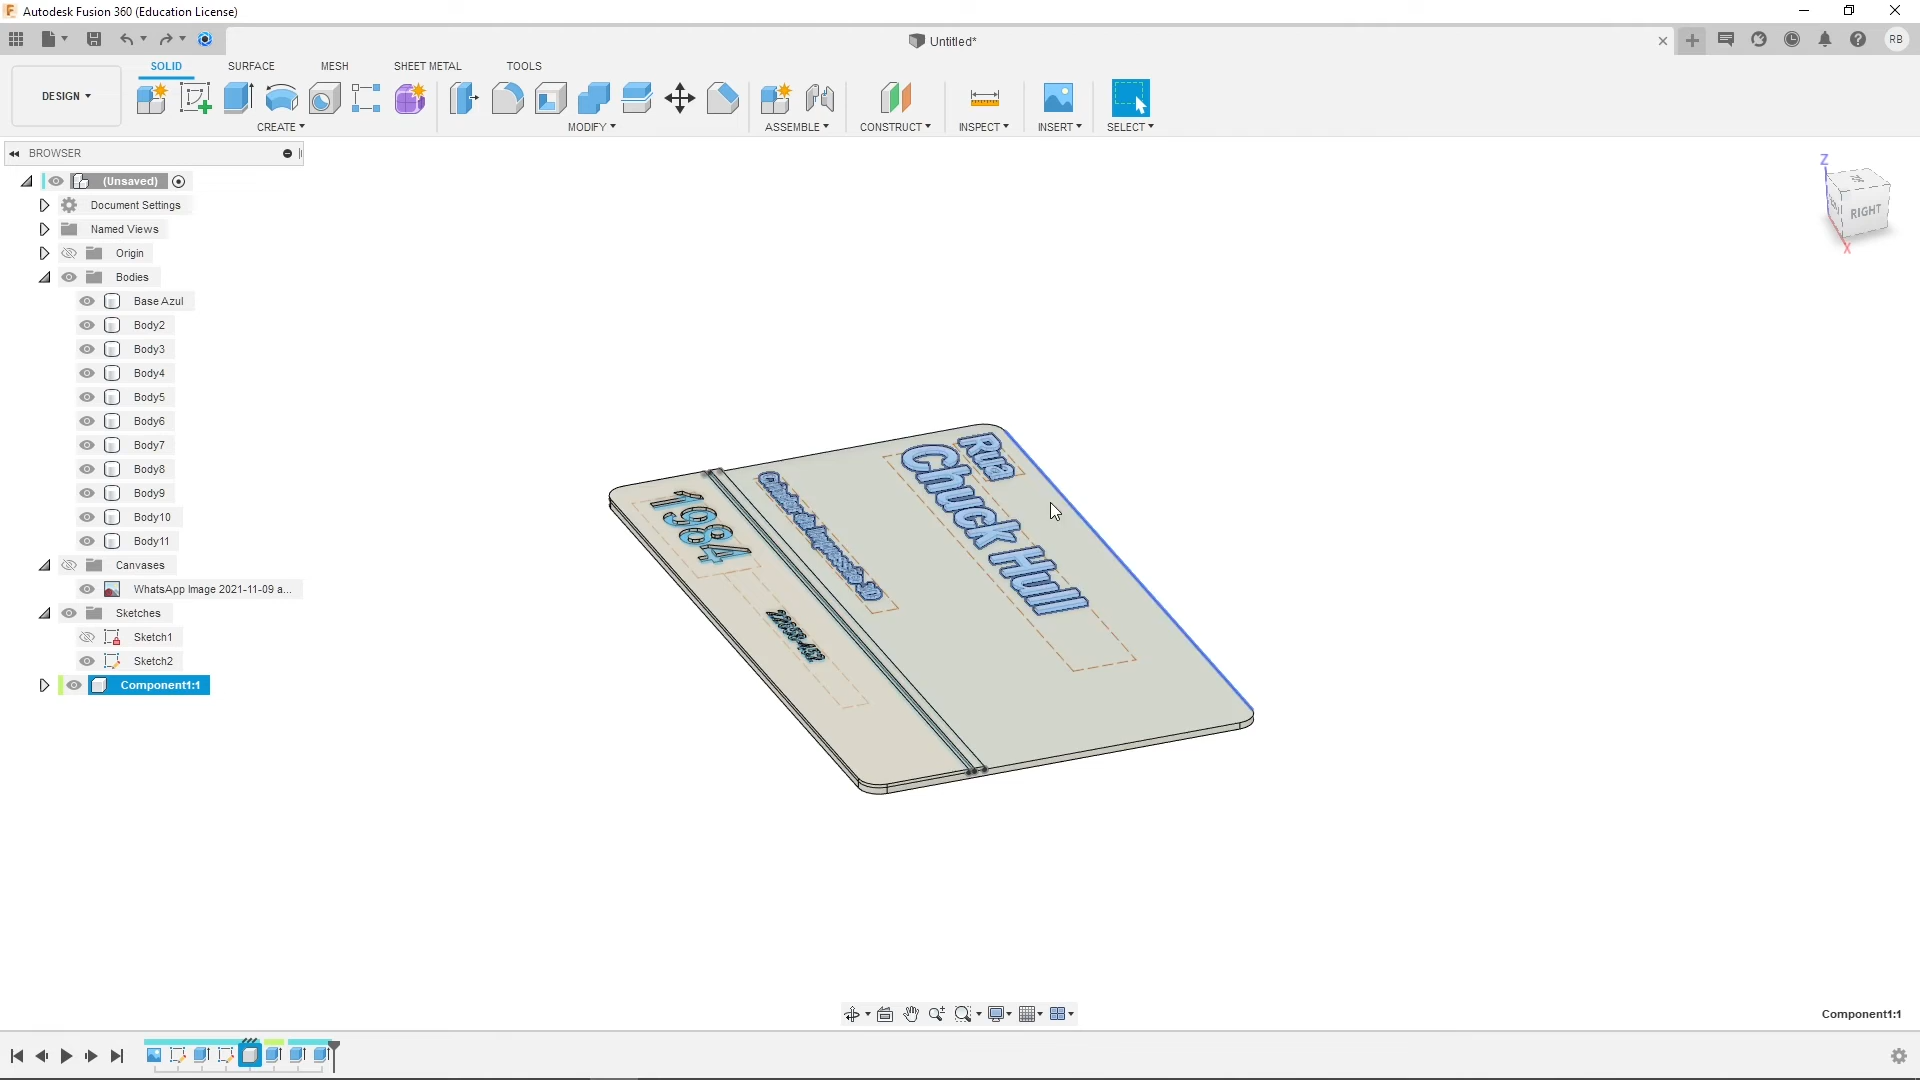 Autodesk Fusion 360 (Education License)
Untitled*
RB
DESIGN
SOLID
SURFACE
MESH
SHEET METAL
TOOLS
CREATE
MODIFY
ASSEMBLE
CONSTRUCT
INSPECT
INSERT
SELECT
BROWSER
(Unsaved)
Document Settings
Named Views
Origin
Bodies
Base Azul
Body2
Body3
Body4
Body5
Body6
Body7
Body8
Body9
Body10
Body11
Canvases
WhatsApp Image 2021-11-09 a...
Sketches
Sketch1
Sketch2
Component1:1
Z
RIGHT
X
Rua
Chuck Hull
1984
Component1:1